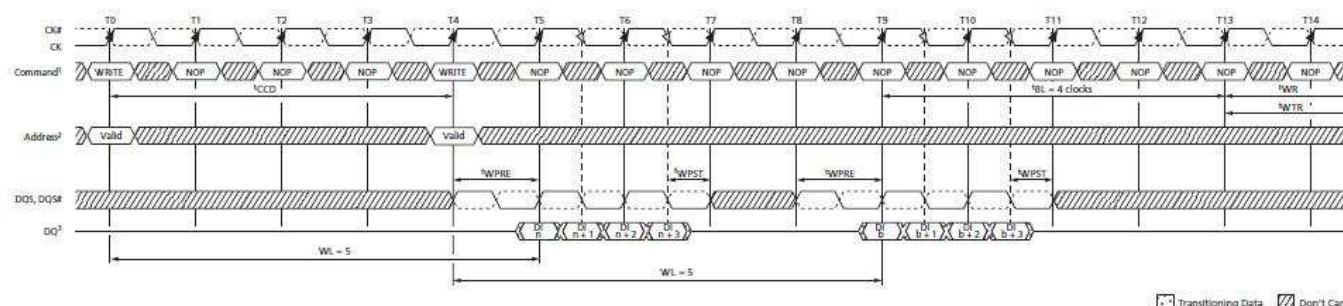 T0 T1 T2 T3 T4 T5 T6 T7 T8 T9 T10 T11 T12 T13 T14
CK#
CK
Command¹ WRITE NOP NOP NOP WRITE NOP NOP NOP NOP NOP NOP NOP NOP NOP NOP
tCCD tBL = 4 clocks tWR
tWTR
Address² Valid Valid
tWPRE tWPST tWPRE tWPST
DQS, DQS#
DQ³ DI n DI n + 1 DI n + 2 DI n + 3 DI b DI b + 1 DI b + 2 DI b + 3
WL = 5
WL = 5
Transitioning Data Don't Car